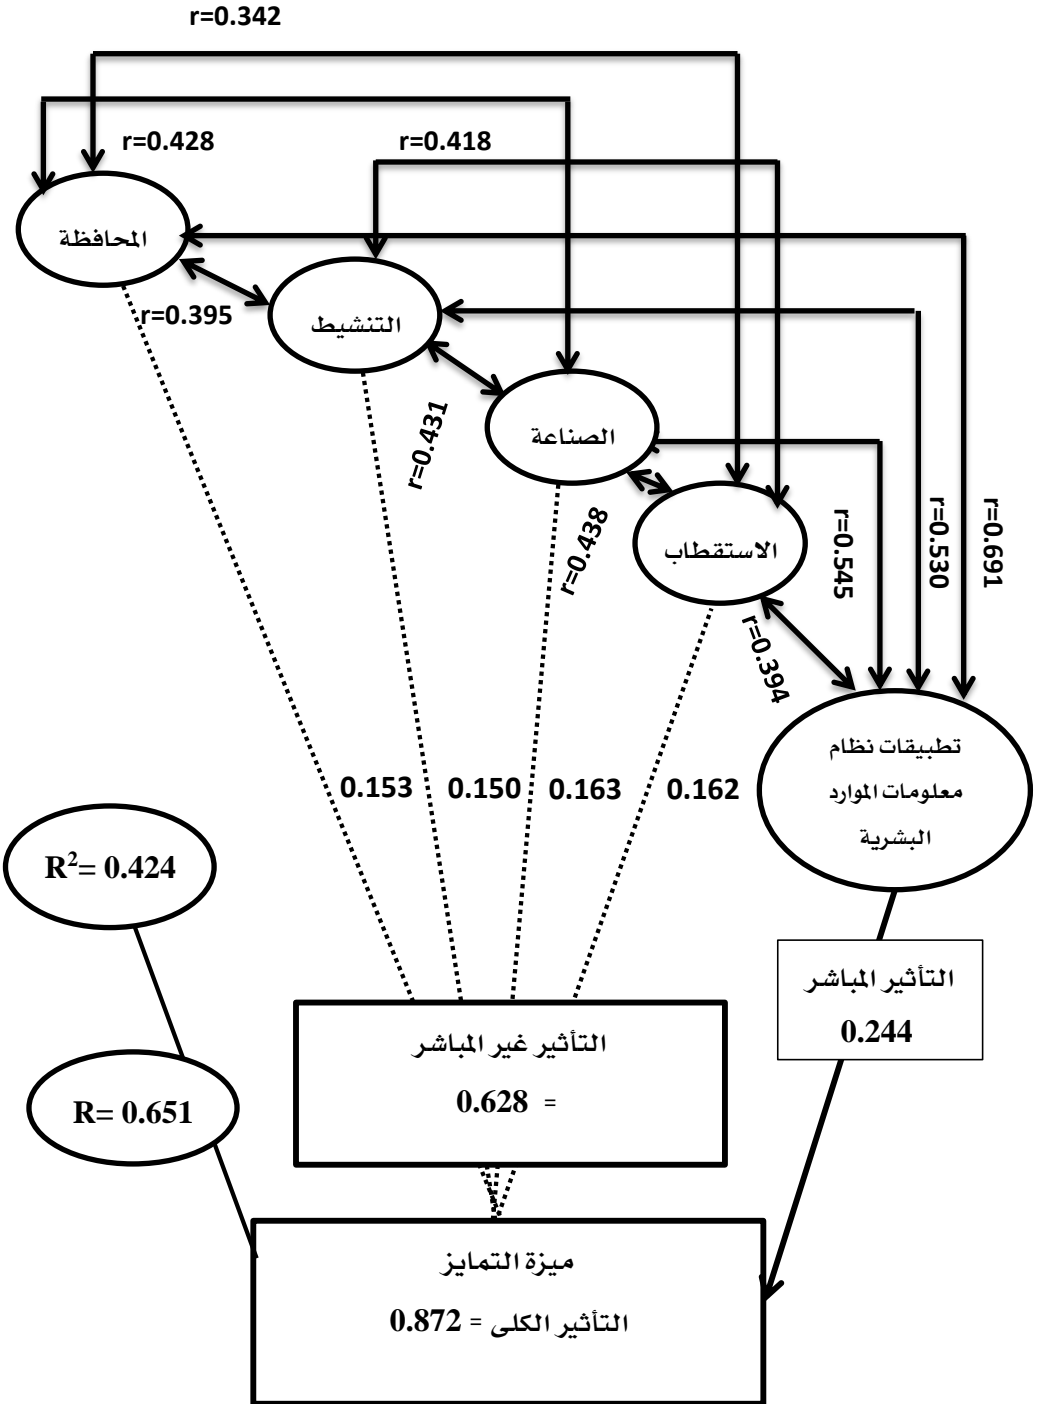 r=0.342
r=0.428
r=0.418
المحافظة
r=0.395
التنشيط
r=0.431
الصناعة
r=0.438
الاستقطاب
r=0.545
r=0.530
r=0.691
r=0.394
تطبيقات نظام
معلومات الموارد
البشرية
0.153
0.150
0.163
0.162
R²= 0.424
التأثير المباشر
0.244
التأثير غير المباشر
= 0.628
R= 0.651
ميزة التمايز
التأثير الكلى = 0.872